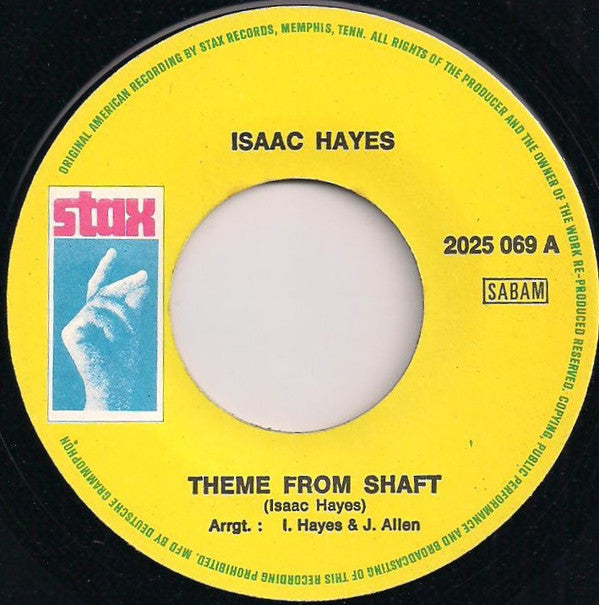 ORIGINAL AMERICAN RECORDING BY STAX RECORDS, MEMPHIS, TENN. ALL RIGHTS OF THE PRODUCER AND THE OWNER OF THE WORK RE-PRODUCED RESERVED. COPYING, PUBLIC PERFORMANCE AND BROADCASTING OF THIS RECORDING PROHIBITED. MFD BY DEUTSCHE GRAMMOPHON.
ISAAC HAYES
stax
2025 069 A
SABAM
THEME FROM SHAFT
(Isaac Hayes)
Arrgt. : I. Hayes & J. Allen